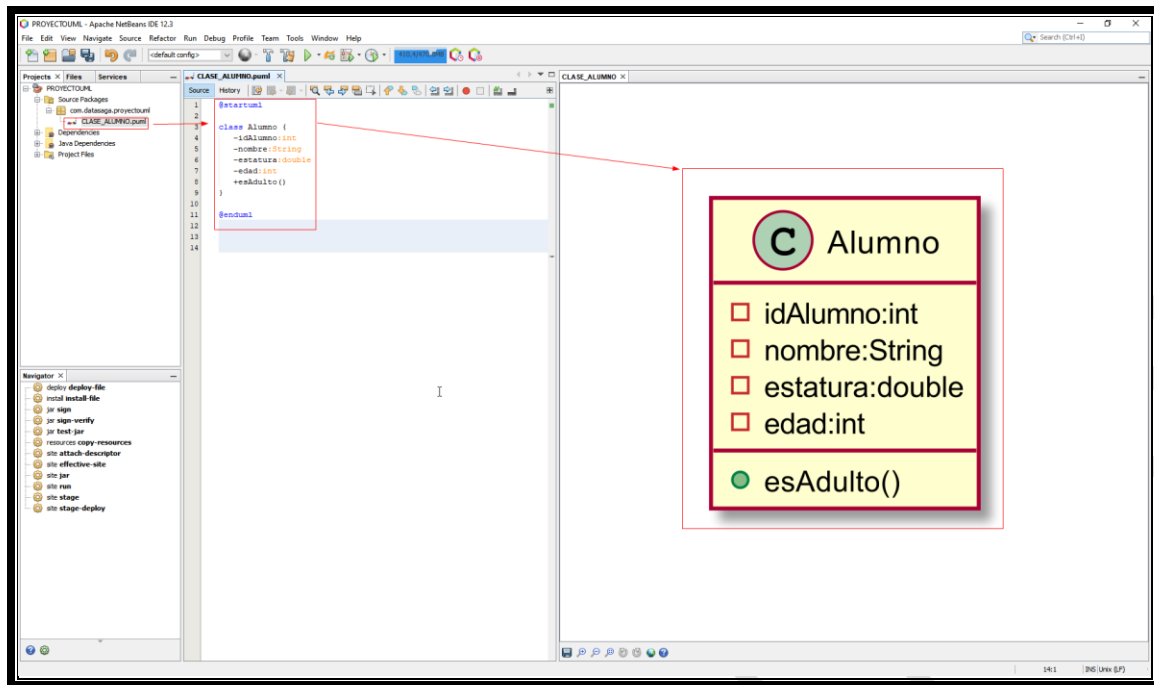 PROYECTOUML - Apache NetBeans IDE 12.3
File Edit View Navigate Source Refactor Run Debug Profile Team Tools Window Help
Search (Ctrl+I)
<default config>
Projects Files Services
PROYECTOUML
Source Packages
com.datasaga.proyectouml
CLASE_ALUMNO.puml
Dependencies
Java Dependencies
Project Files
CLASE_ALUMNO.puml
Source History
1 @startuml
2
3 class Alumno {
4 -idAlumno:int
5 -nombre:String
6 -estatura:double
7 -edad:int
8 +esAdulto()
9 }
10
11 @enduml
12
13
14
CLASE_ALUMNO
C Alumno
idAlumno:int
nombre:String
estatura:double
edad:int
esAdulto()
Navigator
deploy deploy-file
install install-file
jar sign
jar sign-verify
jar test-jar
resources copy-resources
site attach-descriptor
site effective-site
site jar
site run
site stage
site stage-deploy
14:1 INS Unix (LF)